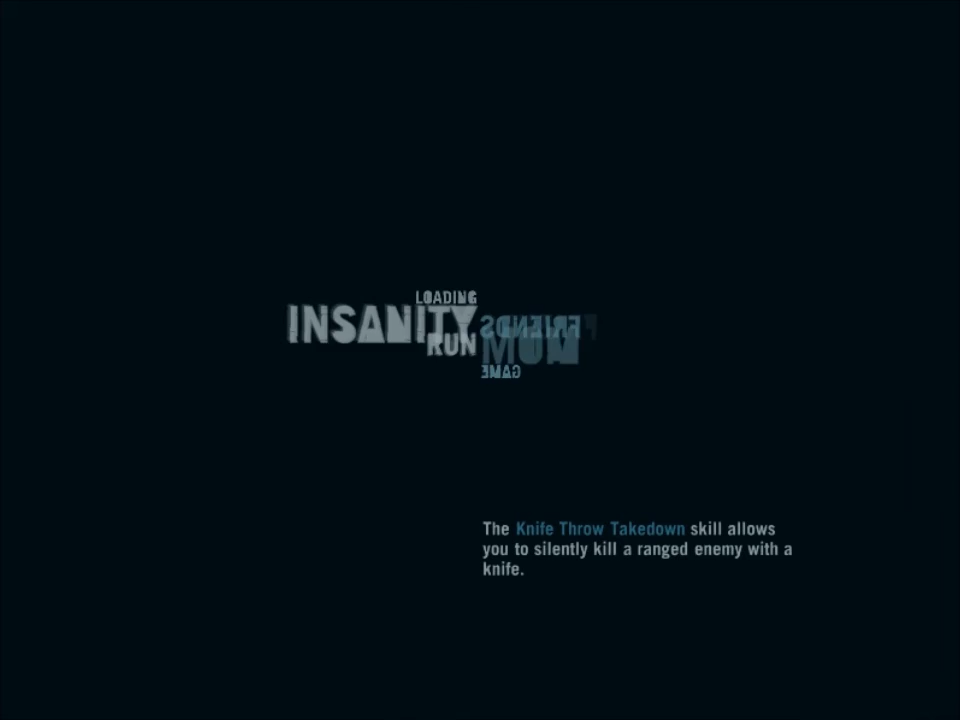 LOADING
INSANITY
RUN
FRIENDS
MOM
GAME
The Knife Throw Takedown skill allows
you to silently kill a ranged enemy with a
knife.